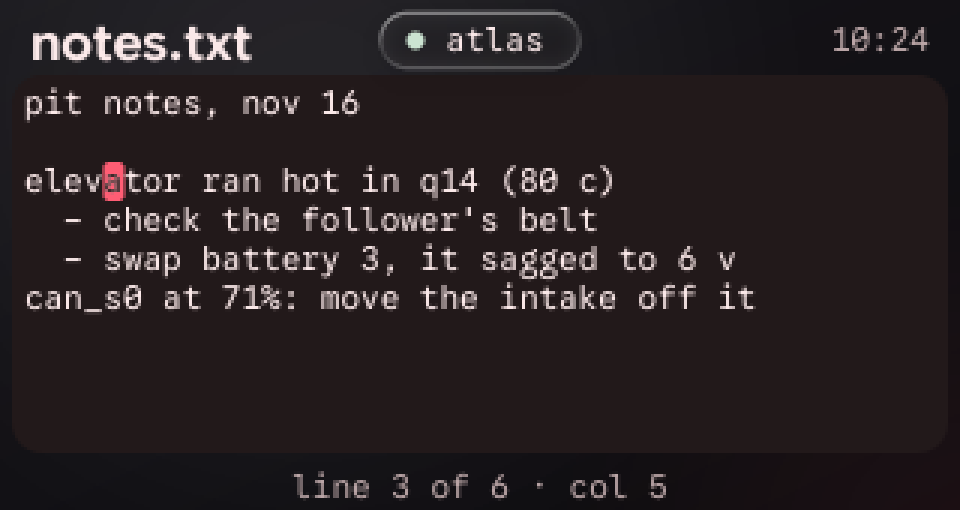 notes.txt
atlas
10:24
pit notes, nov 16
elevator ran hot in q14 (80 c)
– check the follower's belt
– swap battery 3, it sagged to 6 v
can_s0 at 71%: move the intake off it
line 3 of 6 · col 5